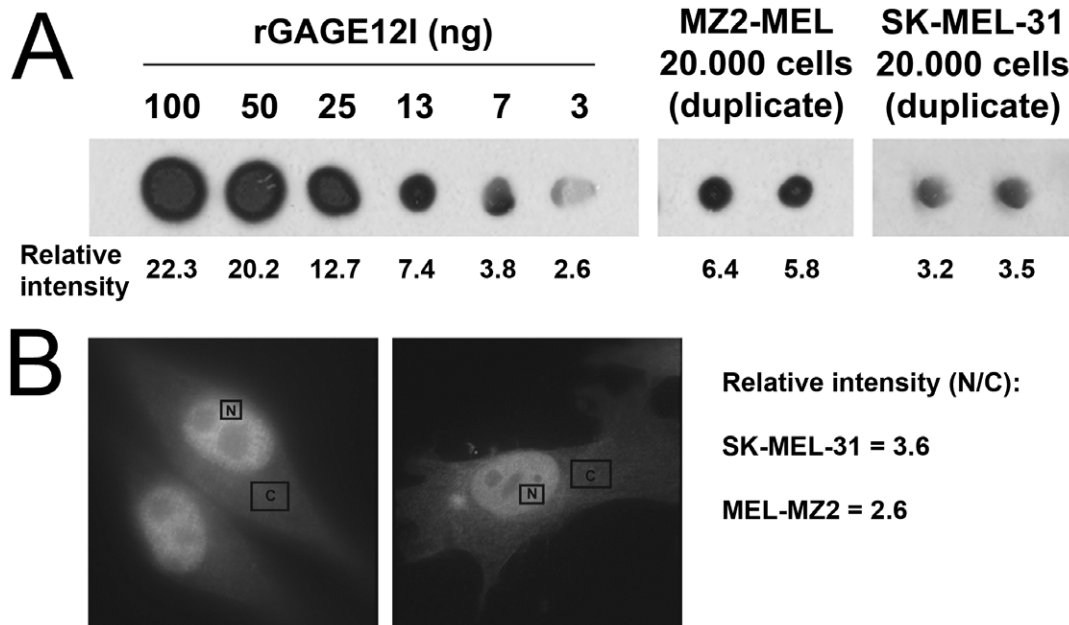 A
rGAGE12I (ng)
100 50 25 13 7 3
MZ2-MEL
20.000 cells
(duplicate)
SK-MEL-31
20.000 cells
(duplicate)
Relative
intensity
22.3 20.2 12.7 7.4 3.8 2.6
6.4 5.8
3.2 3.5
B
N
C
N
C
Relative intensity (N/C):
SK-MEL-31 = 3.6
MEL-MZ2 = 2.6